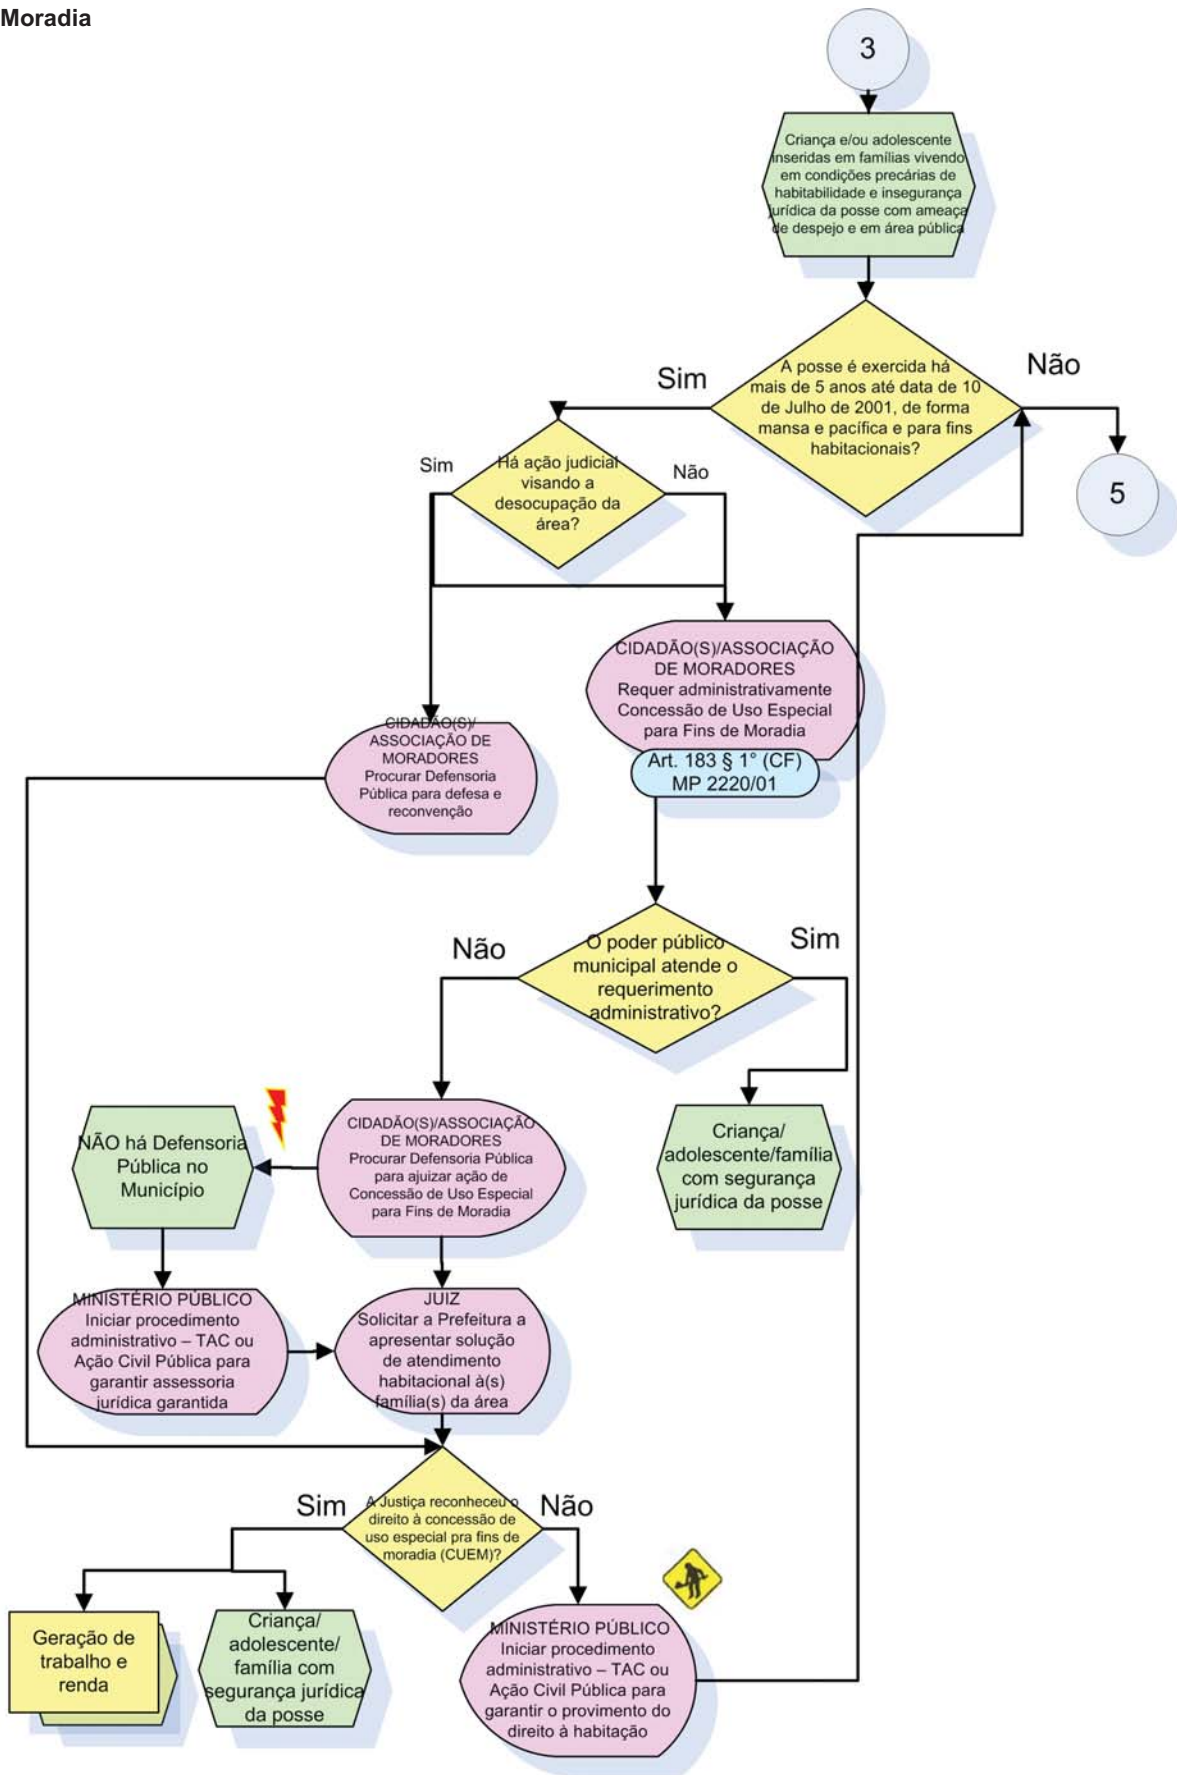 Moradia
3
Criança e/ou adolescente
inseridas em famílias vivendo
em condições precárias de
habitabilidade e insegurança
jurídica da posse com ameaça
de despejo e em área pública
A posse é exercida há
mais de 5 anos até data de 10
de Julho de 2001, de forma
mansa e pacífica e para fins
habitacionais?
Sim
Não
5
Há ação judicial
visando a
desocupação da
área?
Sim
Não
CIDADÃO(S)/ASSOCIAÇÃO
DE MORADORES
Requer administrativamente
Concessão de Uso Especial
para Fins de Moradia
Art. 183 § 1° (CF)
MP 2220/01
CIDADÃO(S)/
ASSOCIAÇÃO DE
MORADORES
Procurar Defensoria
Pública para defesa e
reconvenção
O poder público
municipal atende o
requerimento
administrativo?
Não
Sim
NÃO há Defensoria
Pública no
Município
CIDADÃO(S)/ASSOCIAÇÃO
DE MORADORES
Procurar Defensoria Pública
para ajuizar ação de
Concessão de Uso Especial
para Fins de Moradia
Criança/
adolescente/família
com segurança
jurídica da posse
MINISTÉRIO PÚBLICO
Iniciar procedimento
administrativo – TAC ou
Ação Civil Pública para
garantir assessoria
jurídica garantida
JUIZ
Solicitar a Prefeitura a
apresentar solução
de atendimento
habitacional à(s)
família(s) da área
A Justiça reconheceu o
direito à concessão de
uso especial pra fins de
moradia (CUEM)?
Sim
Não
Geração de
trabalho e
renda
Criança/
adolescente/
família com
segurança jurídica
da posse
MINISTÉRIO PÚBLICO
Iniciar procedimento
administrativo – TAC ou
Ação Civil Pública para
garantir o provimento do
direito à habitação